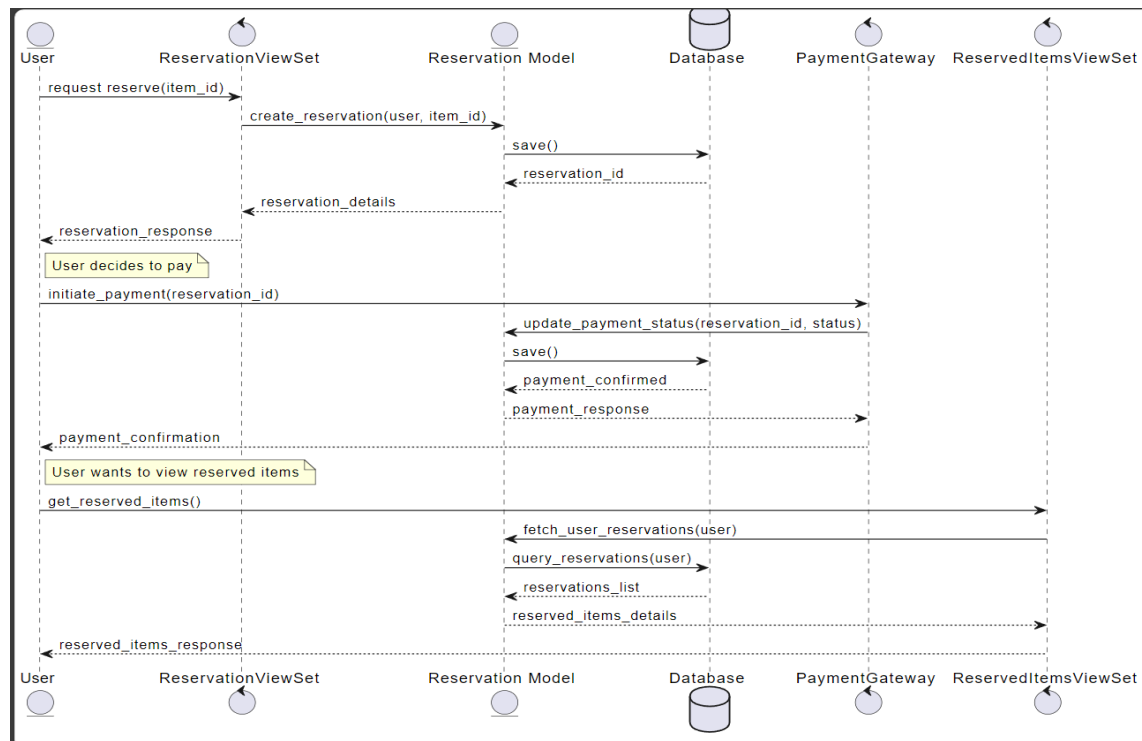 User ReservationViewSet Reservation Model Database PaymentGateway ReservedItemsViewSet
request reserve(item_id)
create_reservation(user, item_id)
save()
reservation_id
reservation_details
reservation_response
User decides to pay
initiate_payment(reservation_id)
update_payment_status(reservation_id, status)
save()
payment_confirmed
payment_response
payment_confirmation
User wants to view reserved items
get_reserved_items()
fetch_user_reservations(user)
query_reservations(user)
reservations_list
reserved_items_details
reserved_items_response
User ReservationViewSet Reservation Model Database PaymentGateway ReservedItemsViewSet